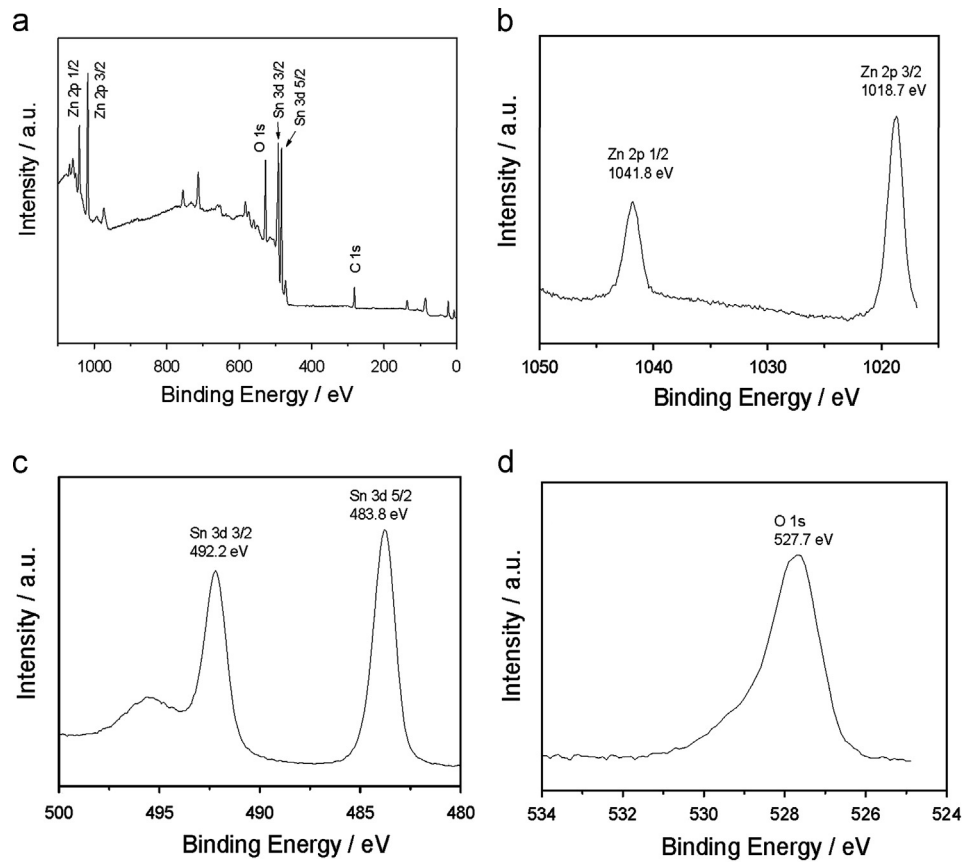 a
Zn 2p 1/2
Zn 2p 3/2
O 1s
Sn 3d 3/2
Sn 3d 5/2
C 1s
Intensity / a.u.
1000
800
600
400
200
0
Binding Energy / eV
b
Zn 2p 3/2
1018.7 eV
Zn 2p 1/2
1041.8 eV
Intensity / a.u.
1050
1040
1030
1020
Binding Energy / eV
c
Sn 3d 5/2
483.8 eV
Sn 3d 3/2
492.2 eV
Intensity / a.u.
500
495
490
485
480
Binding Energy / eV
d
O 1s
527.7 eV
Intensity / a.u.
534
532
530
528
526
524
Binding Energy / eV